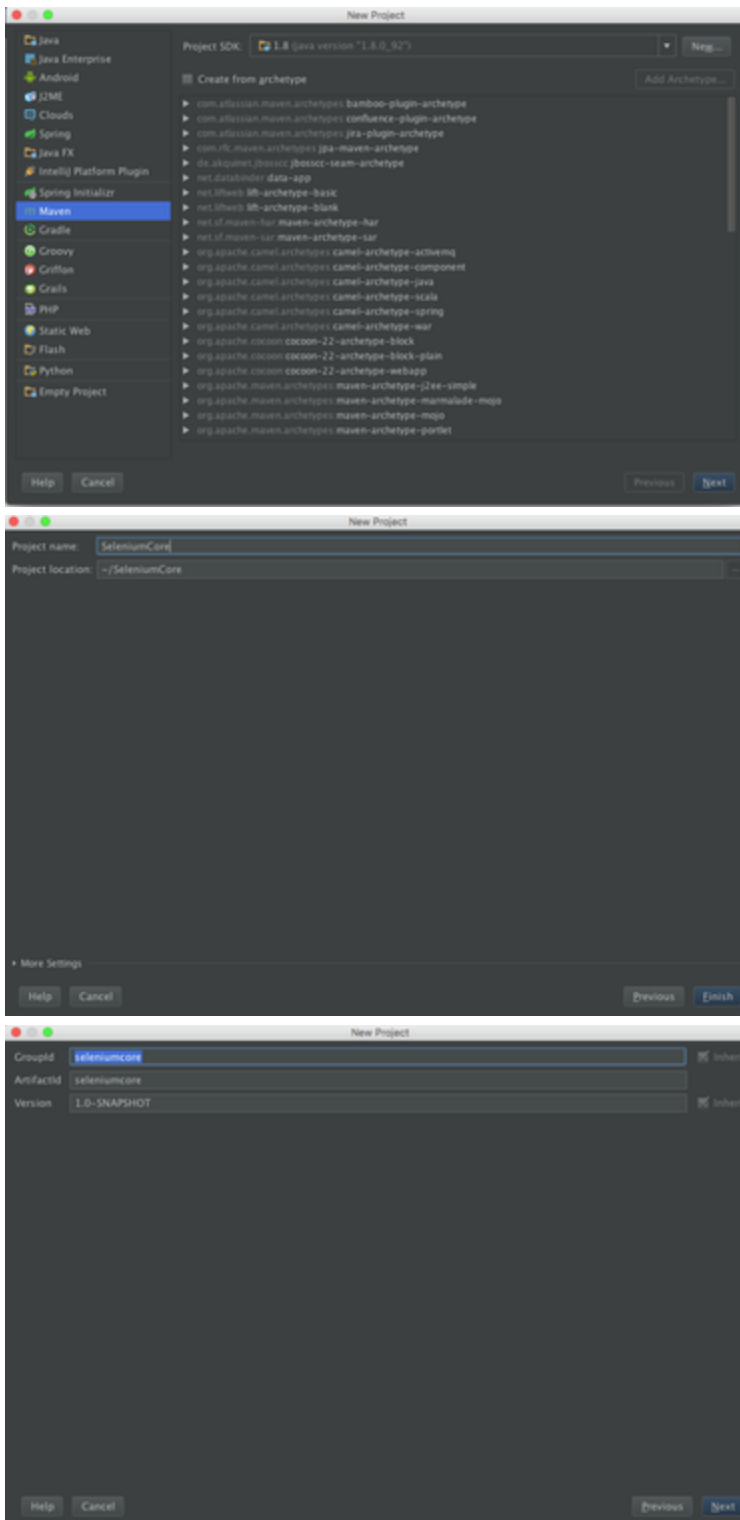 New Project
Java
Java Enterprise
Android
J2ME
Clouds
Spring
Java FX
IntelliJ Platform Plugin
Spring Initializr
Maven
Gradle
Groovy
Griffon
Grails
PHP
Static Web
Flash
Python
Empty Project
Project SDK: 1.8 (java version "1.8.0_92") New...
Create from archetype Add Archetype...
com.atlassian.maven.archetypes:bamboo-plugin-archetype
com.atlassian.maven.archetypes:confluence-plugin-archetype
com.atlassian.maven.archetypes:jira-plugin-archetype
com.rfc.maven.archetypes:jpa-maven-archetype
de.akquinet.jbosscc:jbosscc-seam-archetype
net.databinder:data-app
net.liftweb:lift-archetype-basic
net.liftweb:lift-archetype-blank
net.sf.maven-har:maven-archetype-har
net.sf.maven-sar:maven-archetype-sar
org.apache.camel.archetypes:camel-archetype-activemq
org.apache.camel.archetypes:camel-archetype-component
org.apache.camel.archetypes:camel-archetype-java
org.apache.camel.archetypes:camel-archetype-scala
org.apache.camel.archetypes:camel-archetype-spring
org.apache.camel.archetypes:camel-archetype-war
org.apache.cocoon:cocoon-22-archetype-block
org.apache.cocoon:cocoon-22-archetype-block-plain
org.apache.cocoon:cocoon-22-archetype-webapp
org.apache.maven.archetypes:maven-archetype-j2ee-simple
org.apache.maven.archetypes:maven-archetype-marmalade-mojo
org.apache.maven.archetypes:maven-archetype-mojo
org.apache.maven.archetypes:maven-archetype-portlet
Help Cancel Previous Next
New Project
Project name: SeleniumCore
Project location: ~/SeleniumCore
More Settings
Help Cancel Previous Finish
New Project
GroupId seleniumcore Inher
ArtifactId seleniumcore
Version 1.0-SNAPSHOT Inher
Help Cancel Previous Next